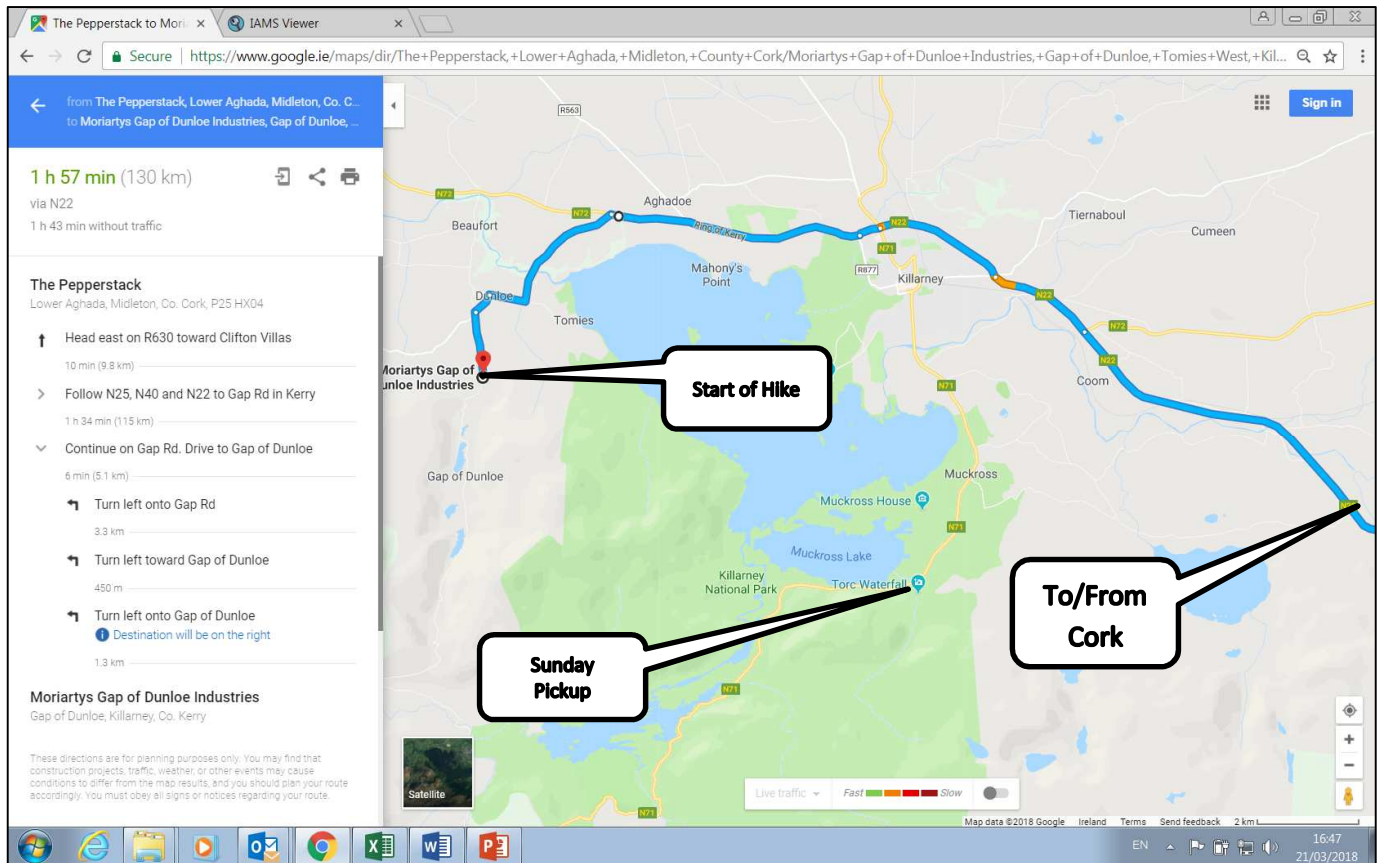 The Pepperstack to Mori
IAMS Viewer
Secure
https://www.google.ie/maps/dir/The+Pepperstack,+Lower+Aghada,+Midleton,+County+Cork/Moriartys+Gap+of+Dunloe+Industries,+Gap+of+Dunloe,+Tomies+West,+Kil...
from The Pepperstack, Lower Aghada, Midleton, Co. C...
to Moriartys Gap of Dunloe Industries, Gap of Dunloe, ...
1 h 57 min (130 km)
via N22
1 h 43 min without traffic
The Pepperstack
Lower Aghada, Midleton, Co. Cork, P25 HX04
Head east on R630 toward Clifton Villas
10 min (9.8 km)
Follow N25, N40 and N22 to Gap Rd in Kerry
1 h 34 min (115 km)
Continue on Gap Rd. Drive to Gap of Dunloe
6 min (5.1 km)
Turn left onto Gap Rd
3.3 km
Turn left toward Gap of Dunloe
450 m
Turn left onto Gap of Dunloe
Destination will be on the right
1.3 km
Moriartys Gap of Dunloe Industries
Gap of Dunloe, Killarney, Co. Kerry
These directions are for planning purposes only. You may find that
construction projects, traffic, weather, or other events may cause
conditions to differ from the map results, and you should plan your route
accordingly. You must obey all signs or notices regarding your route.
Sign in
R563
N72
Aghadoe
N72
Beaufort
Ring of Kerry
N22
Tiernaboul
Cumeen
N71
Mahony's
Point
R877
Killarney
Dunloe
N22
Tomies
N72
Moriartys Gap of
unloe Industries
Start of Hike
N22
Coom
N71
Gap of Dunloe
Muckross
Muckross House
N71
Muckross Lake
Killarney
National Park
Torc Waterfall
To/From
Cork
Sunday
Pickup
N71
N71
Satellite
Live traffic
Fast
Slow
Map data ©2018 Google
Ireland
Terms
Send feedback
2 km
EN
16:47
21/03/2018